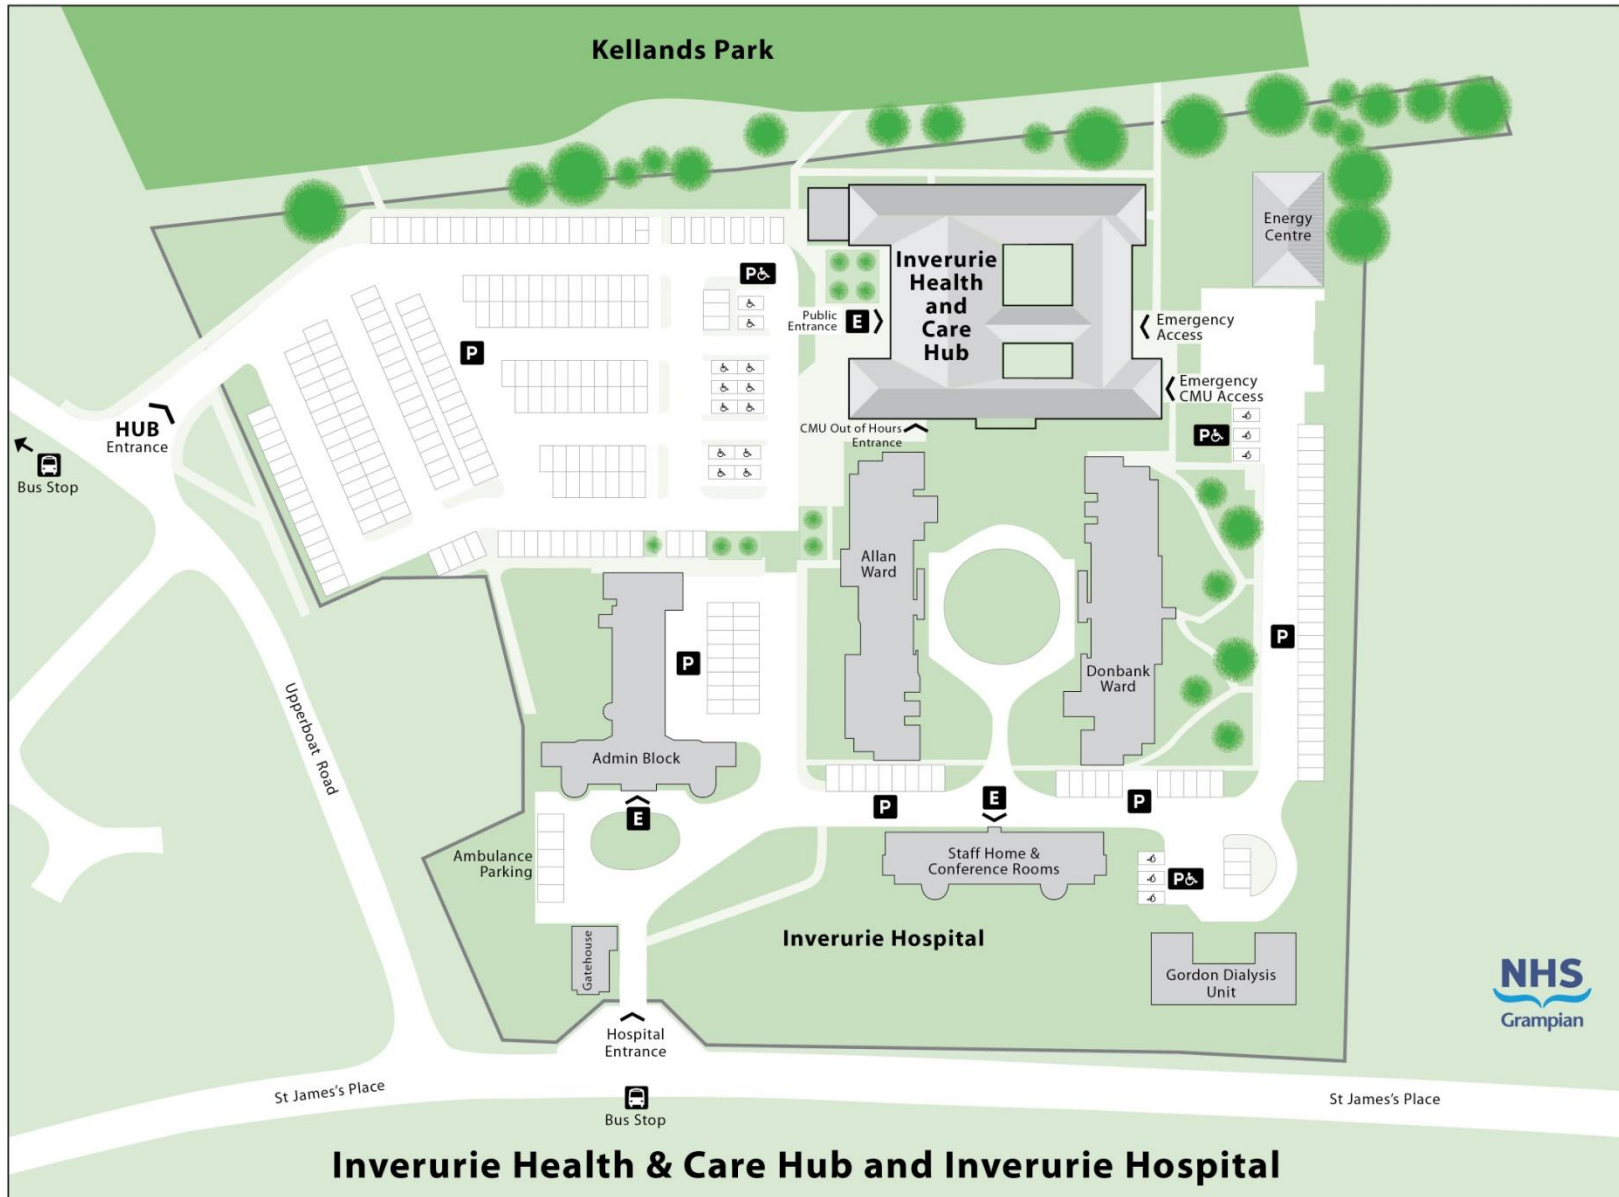 Kellands Park
Energy
Centre
Inverurie
Health
and
Care
Hub
P
Public
Entrance
E
Emergency
Access
P
Emergency
CMU Access
HUB
Entrance
CMU Out of Hours
Entrance
P
Bus Stop
Allan
Ward
P
P
Donbank
Ward
Upperboat Road
Admin Block
E
P
E
P
Ambulance
Parking
Staff Home &
Conference Rooms
P
Inverurie Hospital
Gatehouse
Gordon Dialysis
Unit
NHS
Grampian
Hospital
Entrance
St James's Place
Bus Stop
St James's Place
Inverurie Health & Care Hub and Inverurie Hospital